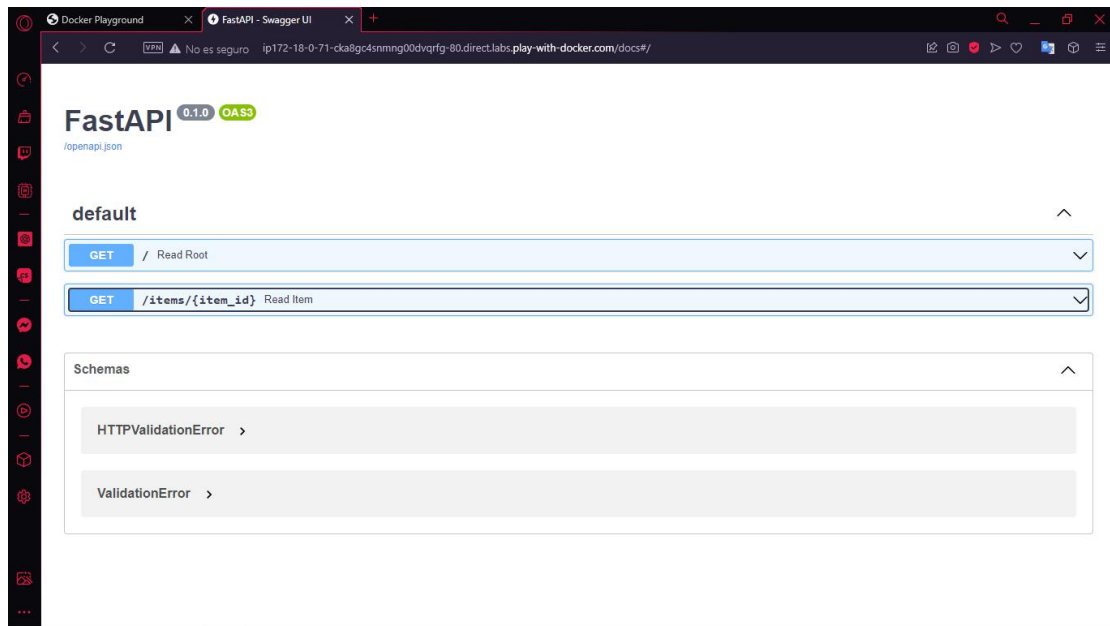 Docker Playground
FastAPI - Swagger UI
VPN No es seguro ip172-18-0-71-cka8gc4snmng00dvqrfg-80.direct.labs.play-with-docker.com/docs#/
FastAPI 0.1.0 OAS3
/openapi.json
default
GET / Read Root
GET /items/{item_id} Read Item
Schemas
HTTPValidationError
ValidationError